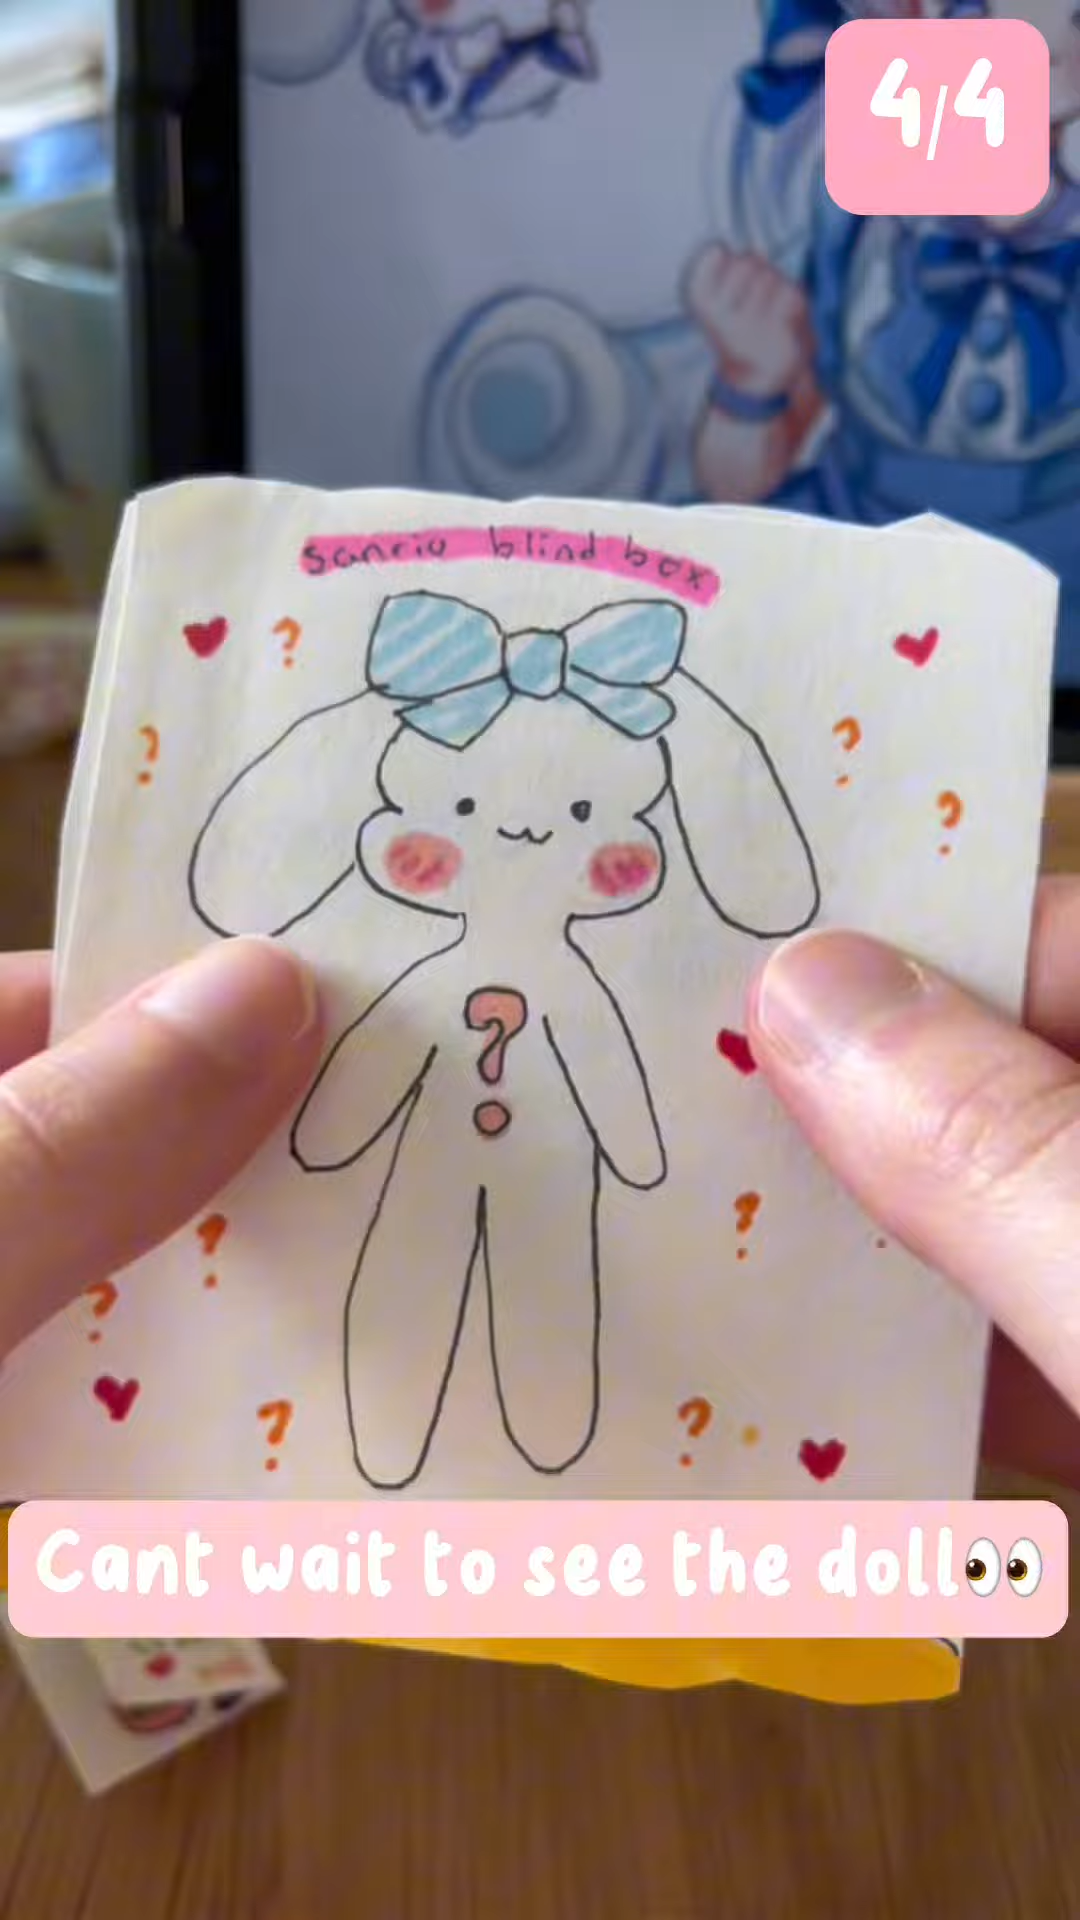 4/4
sanrio blind box
?
Cant wait to see the doll👀